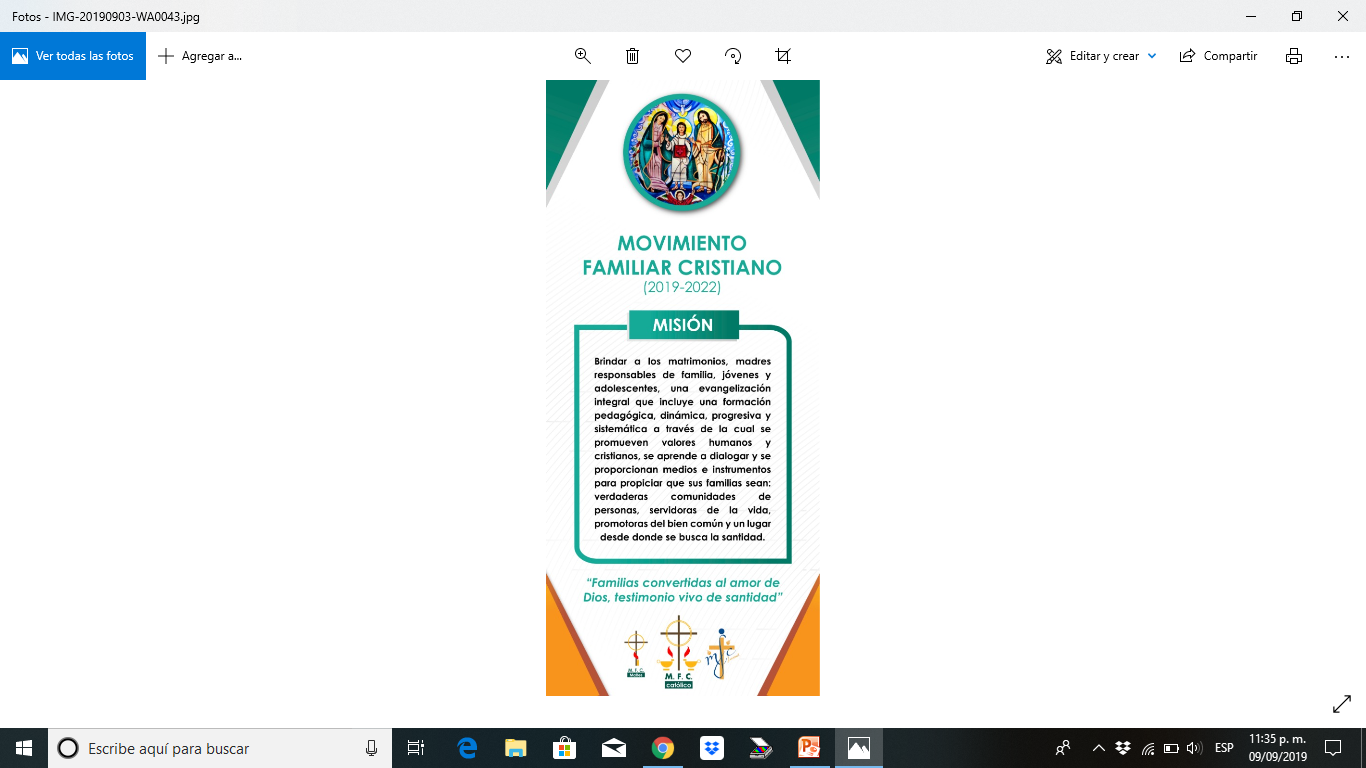 Fotos - IMG-20190903-WA0043.jpg
Ver todas las fotos
Agregar a...
Editar y crear
Compartir
MOVIMIENTO
FAMILIAR CRISTIANO
(2019-2022)
MISIÓN
Brindar a los matrimonios, madres
responsables de familia, jóvenes y
adolescentes, una evangelización
integral que incluye una formación
pedagógica, dinámica, progresiva y
sistemática a través de la cual se
promueven valores humanos y
cristianos, se aprende a dialogar y se
proporcionan medios e instrumentos
para propiciar que sus familias sean:
verdaderas comunidades de
personas, servidoras de la vida,
promotoras del bien común y un lugar
desde donde se busca la santidad.
"Familias convertidas al amor de
Dios, testimonio vivo de santidad"
M. F. C.
M. F. C.
católico
Escribe aquí para buscar
ESP
11:35 p. m.
09/09/2019